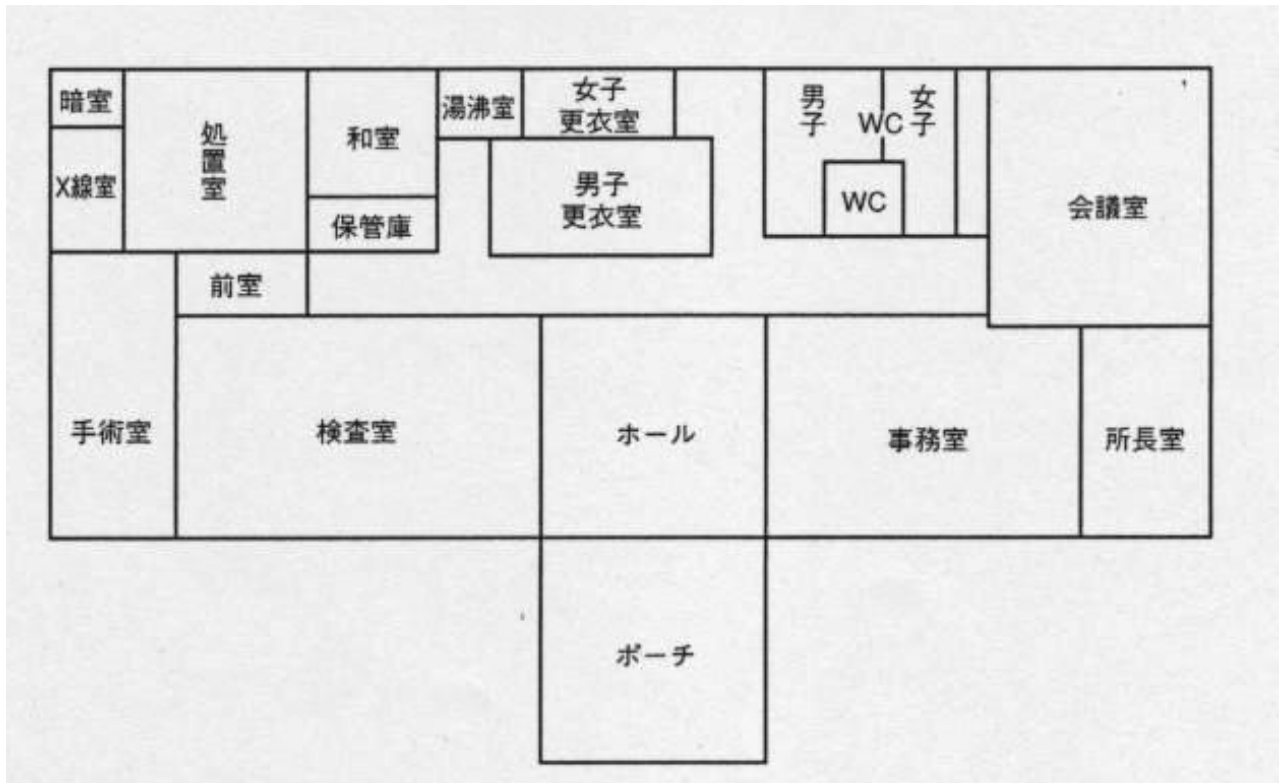 暗室
X線室
処置室
和室
保管庫
湯沸室
女子
更衣室
男子
更衣室
男子
WC
女子
WC
会議室
前室
手術室
検査室
ホール
事務室
所長室
ポーチ